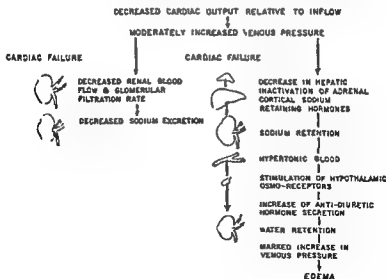 DECREASED CARDIAC OUTPUT RELATIVE TO INFLOW
MODERATELY INCREASED VENOUS PRESSURE
CARDIAC FAILURE
DECREASED RENAL BLOOD
FLOW & GLOMERULAR
FILTRATION RATE
DECREASED SODIUM EXCRETION
CARDIAC FAILURE
DECREASE IN HEPATIC
INACTIVATION OF ADRENAL
CORTICAL SODIUM
RETAINING HORMONES
SODIUM RETENTION
HYPERTONIC BLOOD
STIMULATION OF HYPOTHALAMIC
OSMO-RECEPTORS
INCREASE OF ANTI-DIURETIC
HORMONE SECRETION
WATER RETENTION
MARKED INCREASE IN
VENOUS PRESSURE
EDEMA